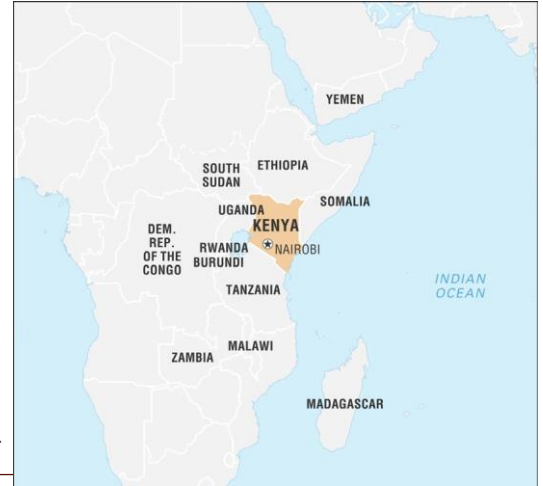 YEMEN
SOUTH
SUDAN
ETHIOPIA
SOMALIA
UGANDA
KENYA
NAIROBI
DEM.
REP.
OF THE
CONGO
RWANDA
BURUNDI
TANZANIA
INDIAN
OCEAN
MALAWI
ZAMBIA
MADAGASCAR